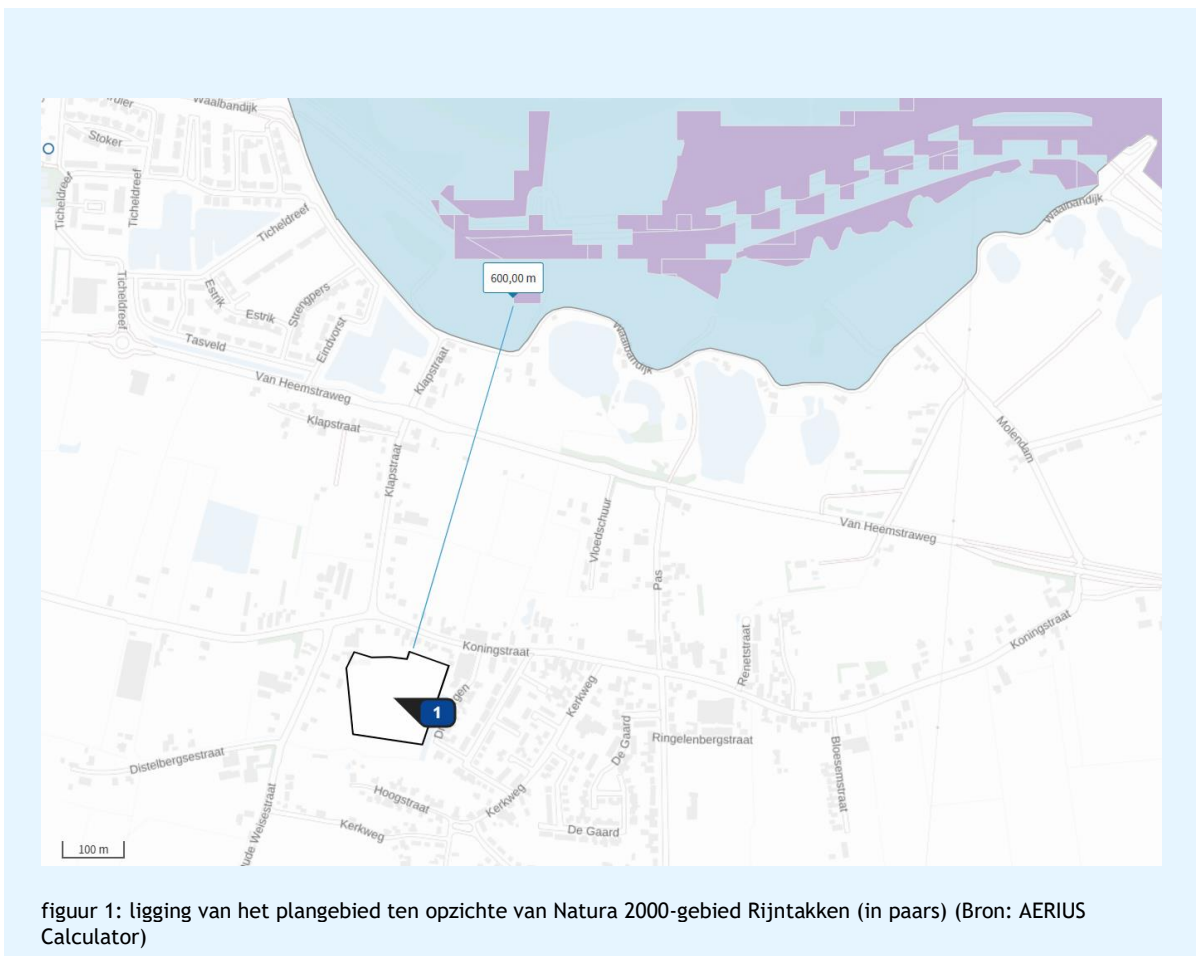 Waalbandijk
Stoker
Ticheldreef
Ticheldreef
Ticheldreef
Waalbandijk
600,00 m
Ticheldreef
Estrik
Estrik
Strengpers
Eindvorst
Tasveld
Van Heemstraweg
Klapstraat
Waalbandijk
Klapstraat
Klapstraat
Molendam
Vloedschuur
Van Heemstraweg
Pas
Koningstraat
Koningstraat
Renetstraat
Kerkweg
1
Distelbergsestraat
De Gaard
Ringelenbergstraat
Bloesemstraat
Hoogstraat
Kerkweg
Kerkweg
De Gaard
100 m
figuur 1: ligging van het plangebied ten opzichte van Natura 2000-gebied Rijntakken (in paars) (Bron: AERIUS
Calculator)